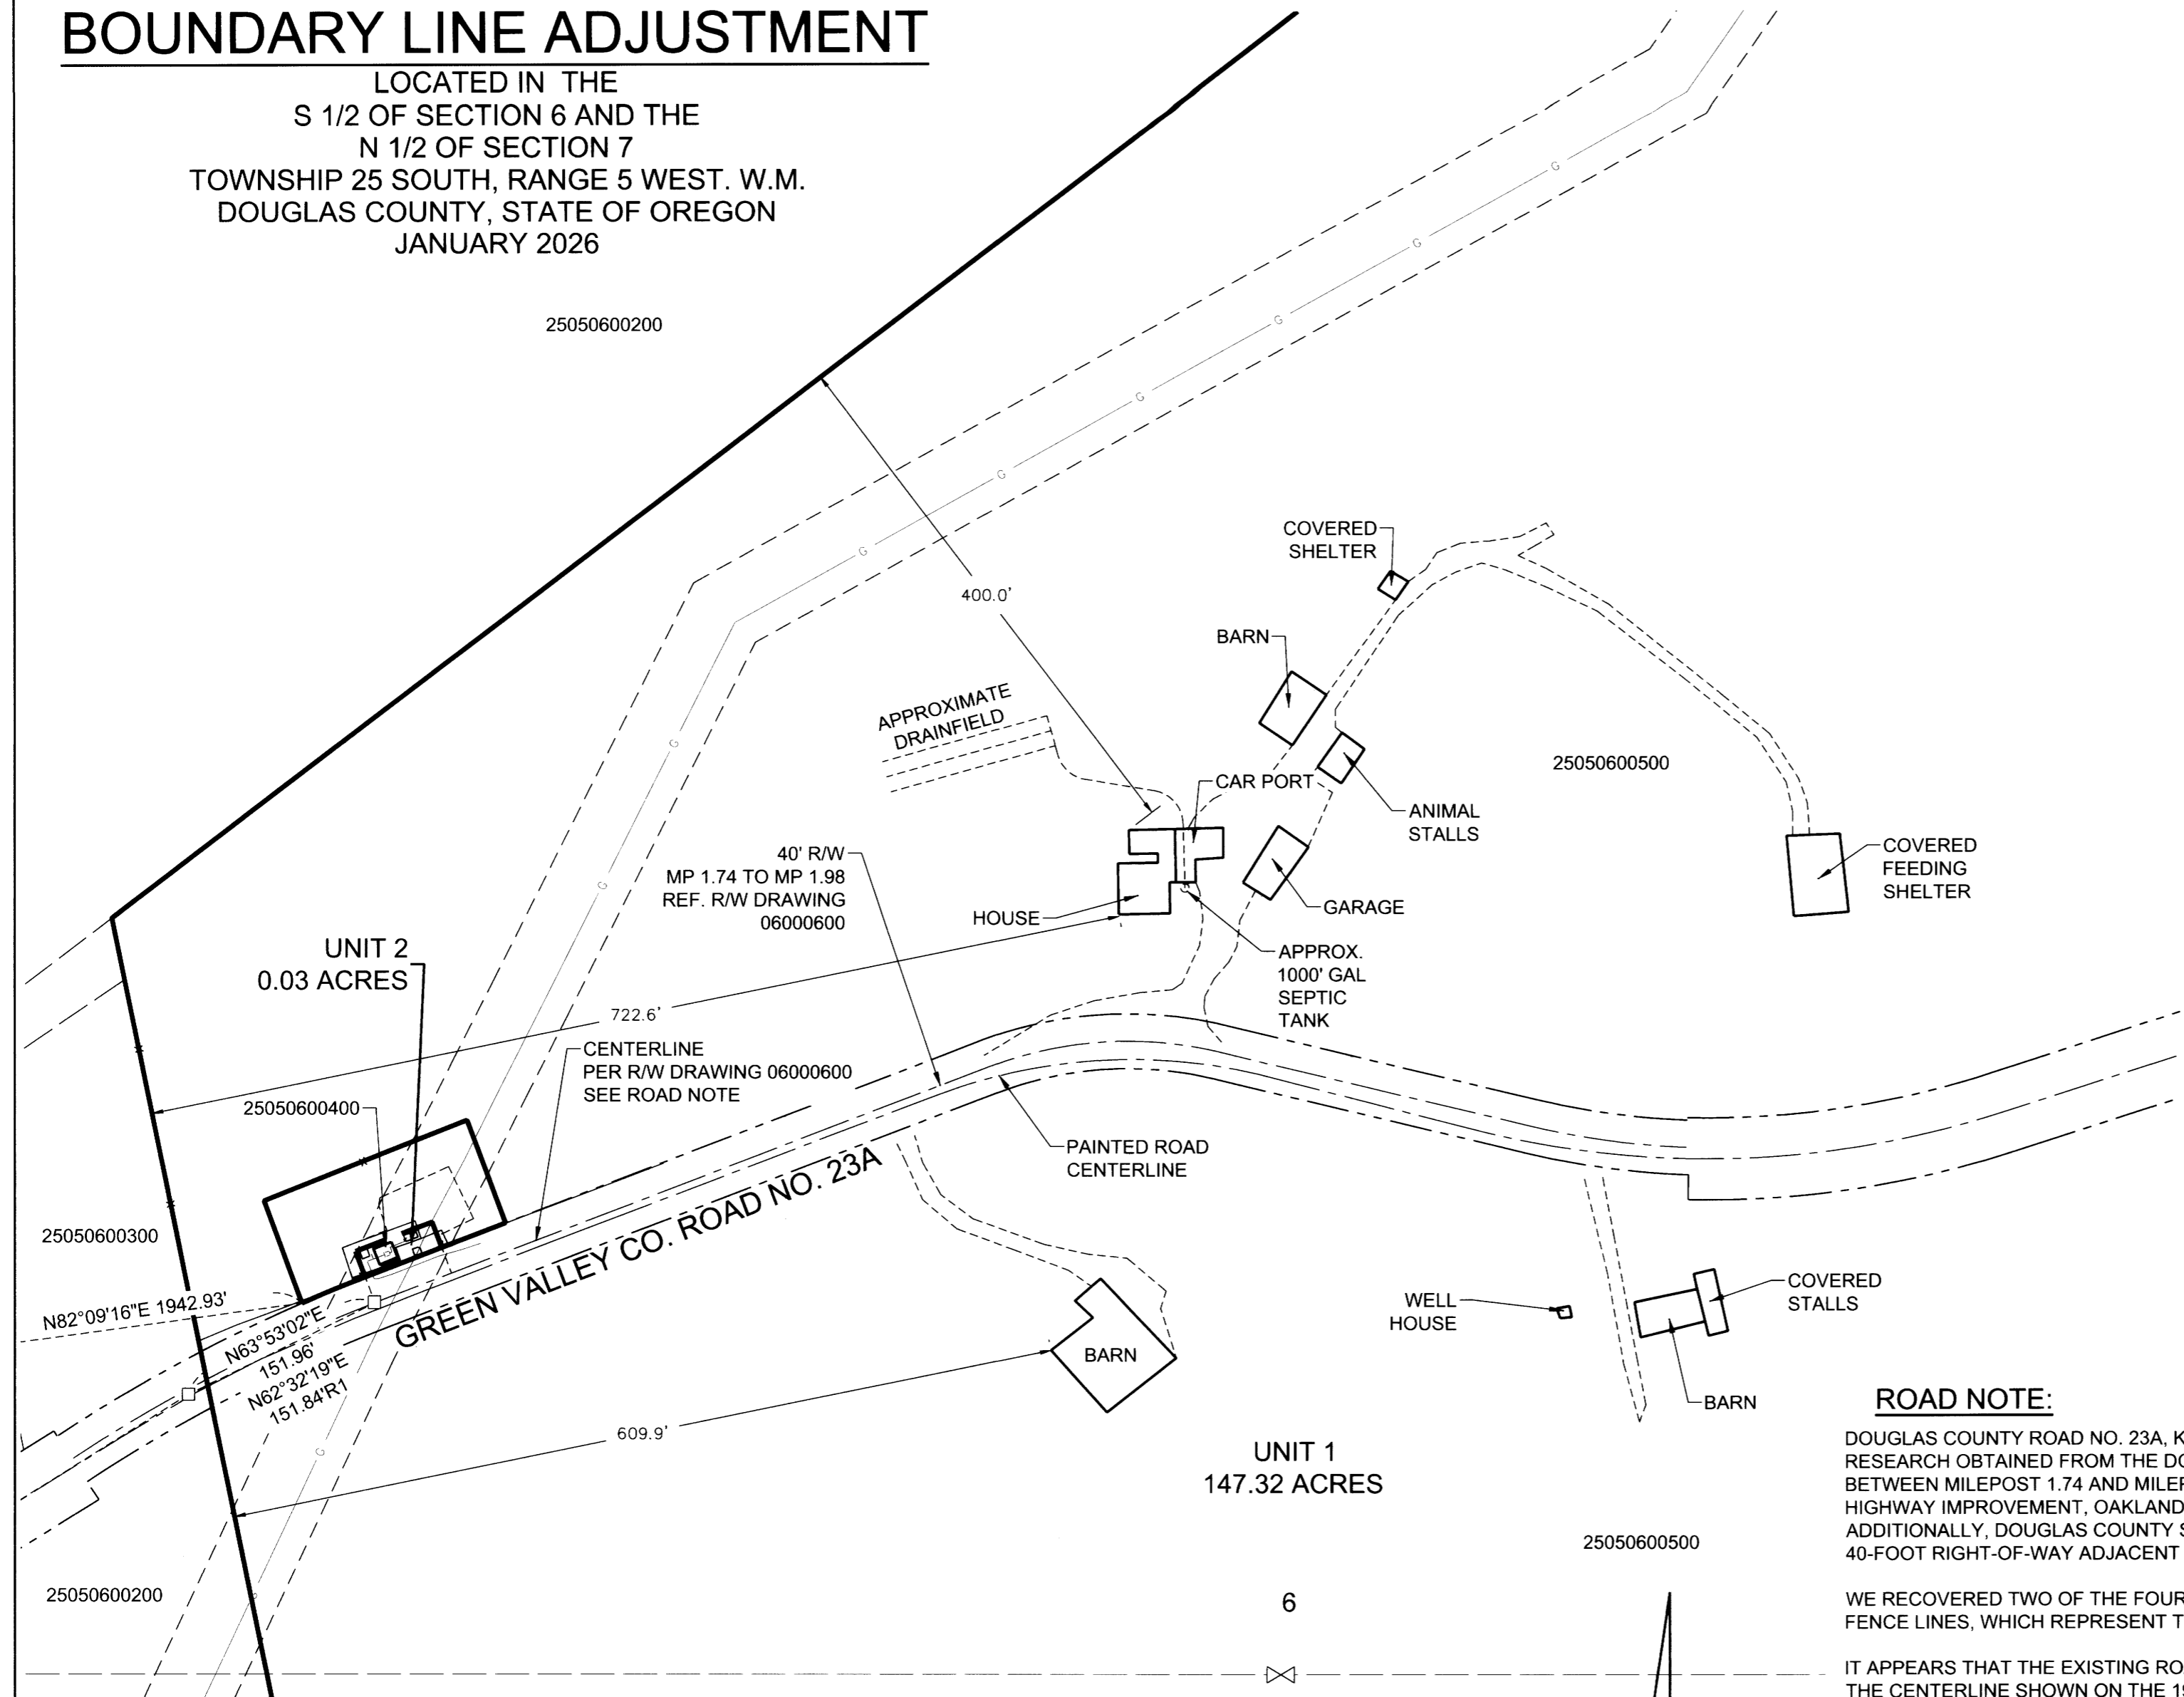 BOUNDARY LINE ADJUSTMENT
LOCATED IN THE
S 1/2 OF SECTION 6 AND THE
N 1/2 OF SECTION 7
TOWNSHIP 25 SOUTH, RANGE 5 WEST. W.M.
DOUGLAS COUNTY, STATE OF OREGON
JANUARY 2026
25050600200
G
G
G
G
G
G
400.0'
COVERED
SHELTER
BARN
APPROXIMATE
DRAINFIELD
G
CAR PORT
25050600500
ANIMAL
STALLS
40' R/W
MP 1.74 TO MP 1.98
REF. R/W DRAWING
06000600
G
HOUSE
GARAGE
COVERED
FEEDING
SHELTER
UNIT 2
0.03 ACRES
APPROX.
1000' GAL
SEPTIC
TANK
722.6'
CENTERLINE
PER R/W DRAWING 06000600
SEE ROAD NOTE
25050600400
PAINTED ROAD
CENTERLINE
GREEN VALLEY CO. ROAD NO. 23A
25050600300
N82°09'16"E 1942.93'
N63°53'02"E
151.96'
N62°32'19"E
151.84'R1
WELL
HOUSE
COVERED
STALLS
BARN
BARN
609.9'
G
UNIT 1
147.32 ACRES
25050600500
25050600200
G
6
ROAD NOTE:
DOUGLAS COUNTY ROAD NO. 23A, K
RESEARCH OBTAINED FROM THE DO
BETWEEN MILEPOST 1.74 AND MILEP
HIGHWAY IMPROVEMENT, OAKLAND
ADDITIONALLY, DOUGLAS COUNTY S
40-FOOT RIGHT-OF-WAY ADJACENT
WE RECOVERED TWO OF THE FOUR
FENCE LINES, WHICH REPRESENT T
IT APPEARS THAT THE EXISTING RO
THE CENTERLINE SHOWN ON THE